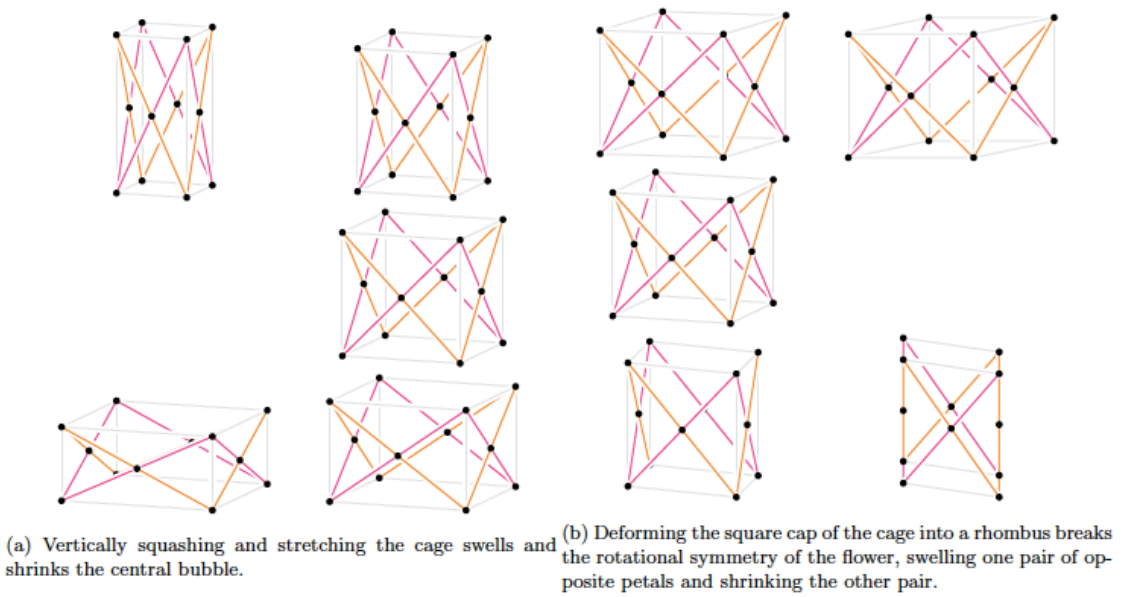 (a) Vertically squashing and stretching the cage swells and
shrinks the central bubble.
(b) Deforming the square cap of the cage into a rhombus breaks
the rotational symmetry of the flower, swelling one pair of op-
posite petals and shrinking the other pair.